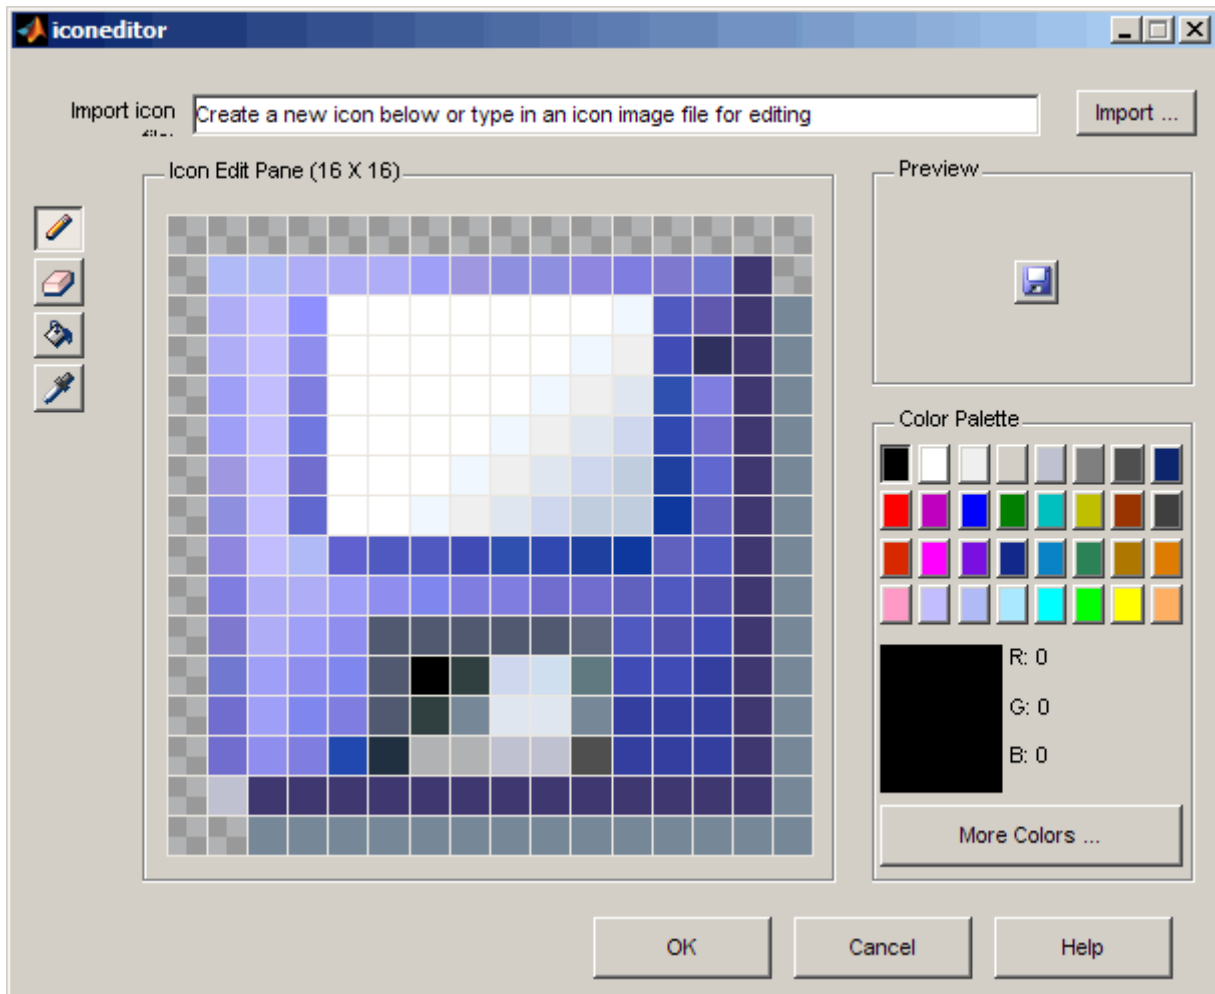 iconeditor
Import icon
Create a new icon below or type in an icon image file for editing
Import ...
Icon Edit Pane (16 X 16)
Preview
Color Palette
R: 0
G: 0
B: 0
More Colors ...
OK
Cancel
Help